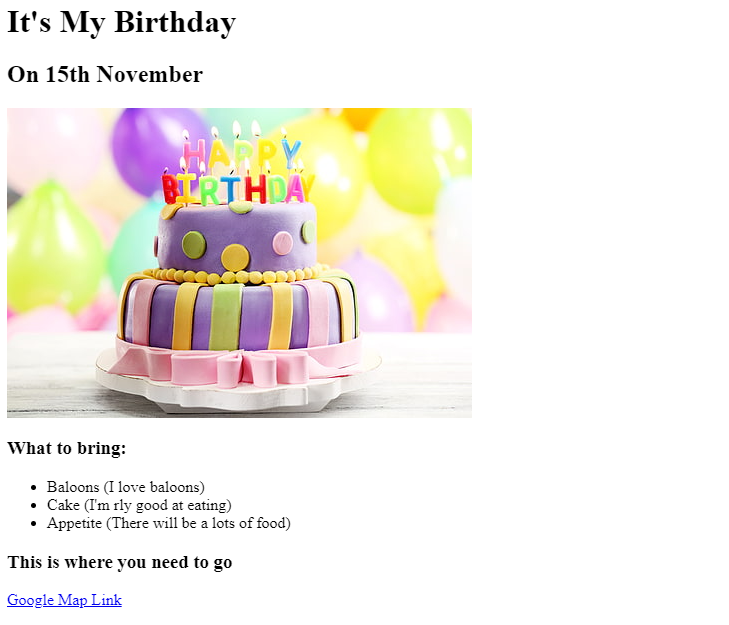 It's My Birthday
On 15th November
HAPPY
BIRTHDAY
What to bring:
Baloons (I love baloons)
Cake (I'm rly good at eating)
Appetite (There will be a lots of food)
This is where you need to go
Google Map Link